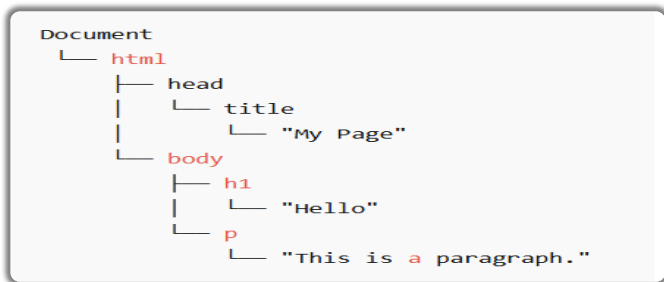 Document
└── html
    ├── head
    │   └── title
    │       └── "My Page"
    └── body
        ├── h1
        │   └── "Hello"
        └── p
            └── "This is a paragraph."